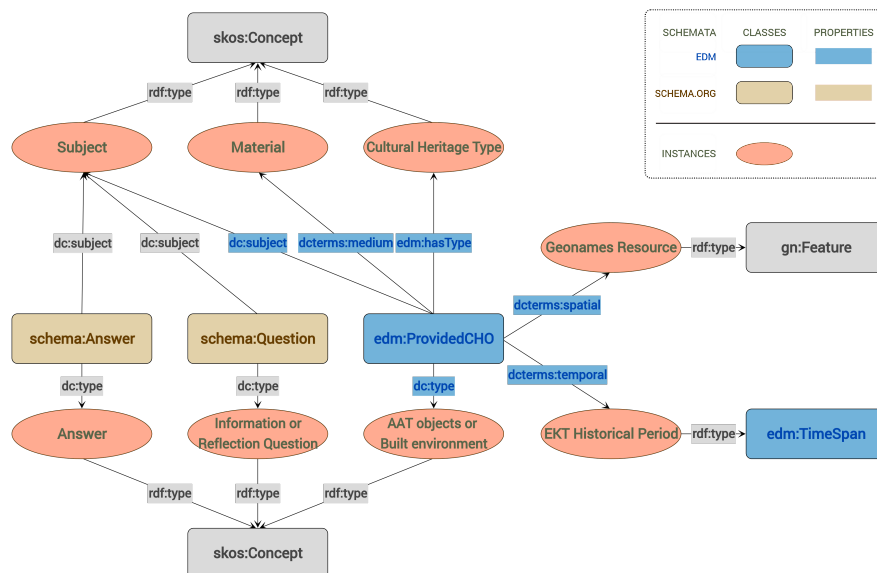 skos:Concept
SCHEMATA
CLASSES
PROPERTIES
EDM
SCHEMA.ORG
INSTANCES
rdf:type
rdf:type
rdf:type
Subject
Material
Cultural Heritage Type
dc:subject
dc:subject
dc:subject
dcterms:medium
edm:hasType
Geonames Resource
rdf:type
gn:Feature
dcterms:spatial
schema:Answer
schema:Question
edm:ProvidedCHO
dcterms:temporal
dc:type
dc:type
dc:type
Answer
Information or
Reflection Question
AAT objects or
Built environment
EKT Historical Period
rdf:type
edm:TimeSpan
rdf:type
rdf:type
rdf:type
skos:Concept